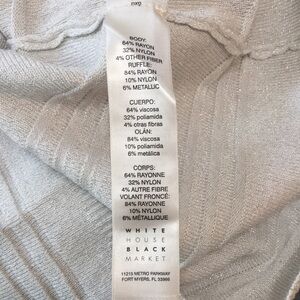 BODY:
64% RAYON
32% NYLON
4% OTHER FIBER
RUFFLE:
84% RAYON
10% NYLON
6% METALLIC
CUERPO:
64% viscosa
32% poliamida
4% otras fibras
OLÁN:
84% viscosa
10% poliamida
6% metálica
CORPS:
64% RAYONNE
32% NYLON
4% AUTRE FIBRE
VOLANT FRONCÉ:
84% RAYONNE
10% NYLON
6% MÉTALLIQUE
WHITE
HOUSE
BLACK
MARKET
11215 METRO PARKWAY
FORT MYERS, FL 33966